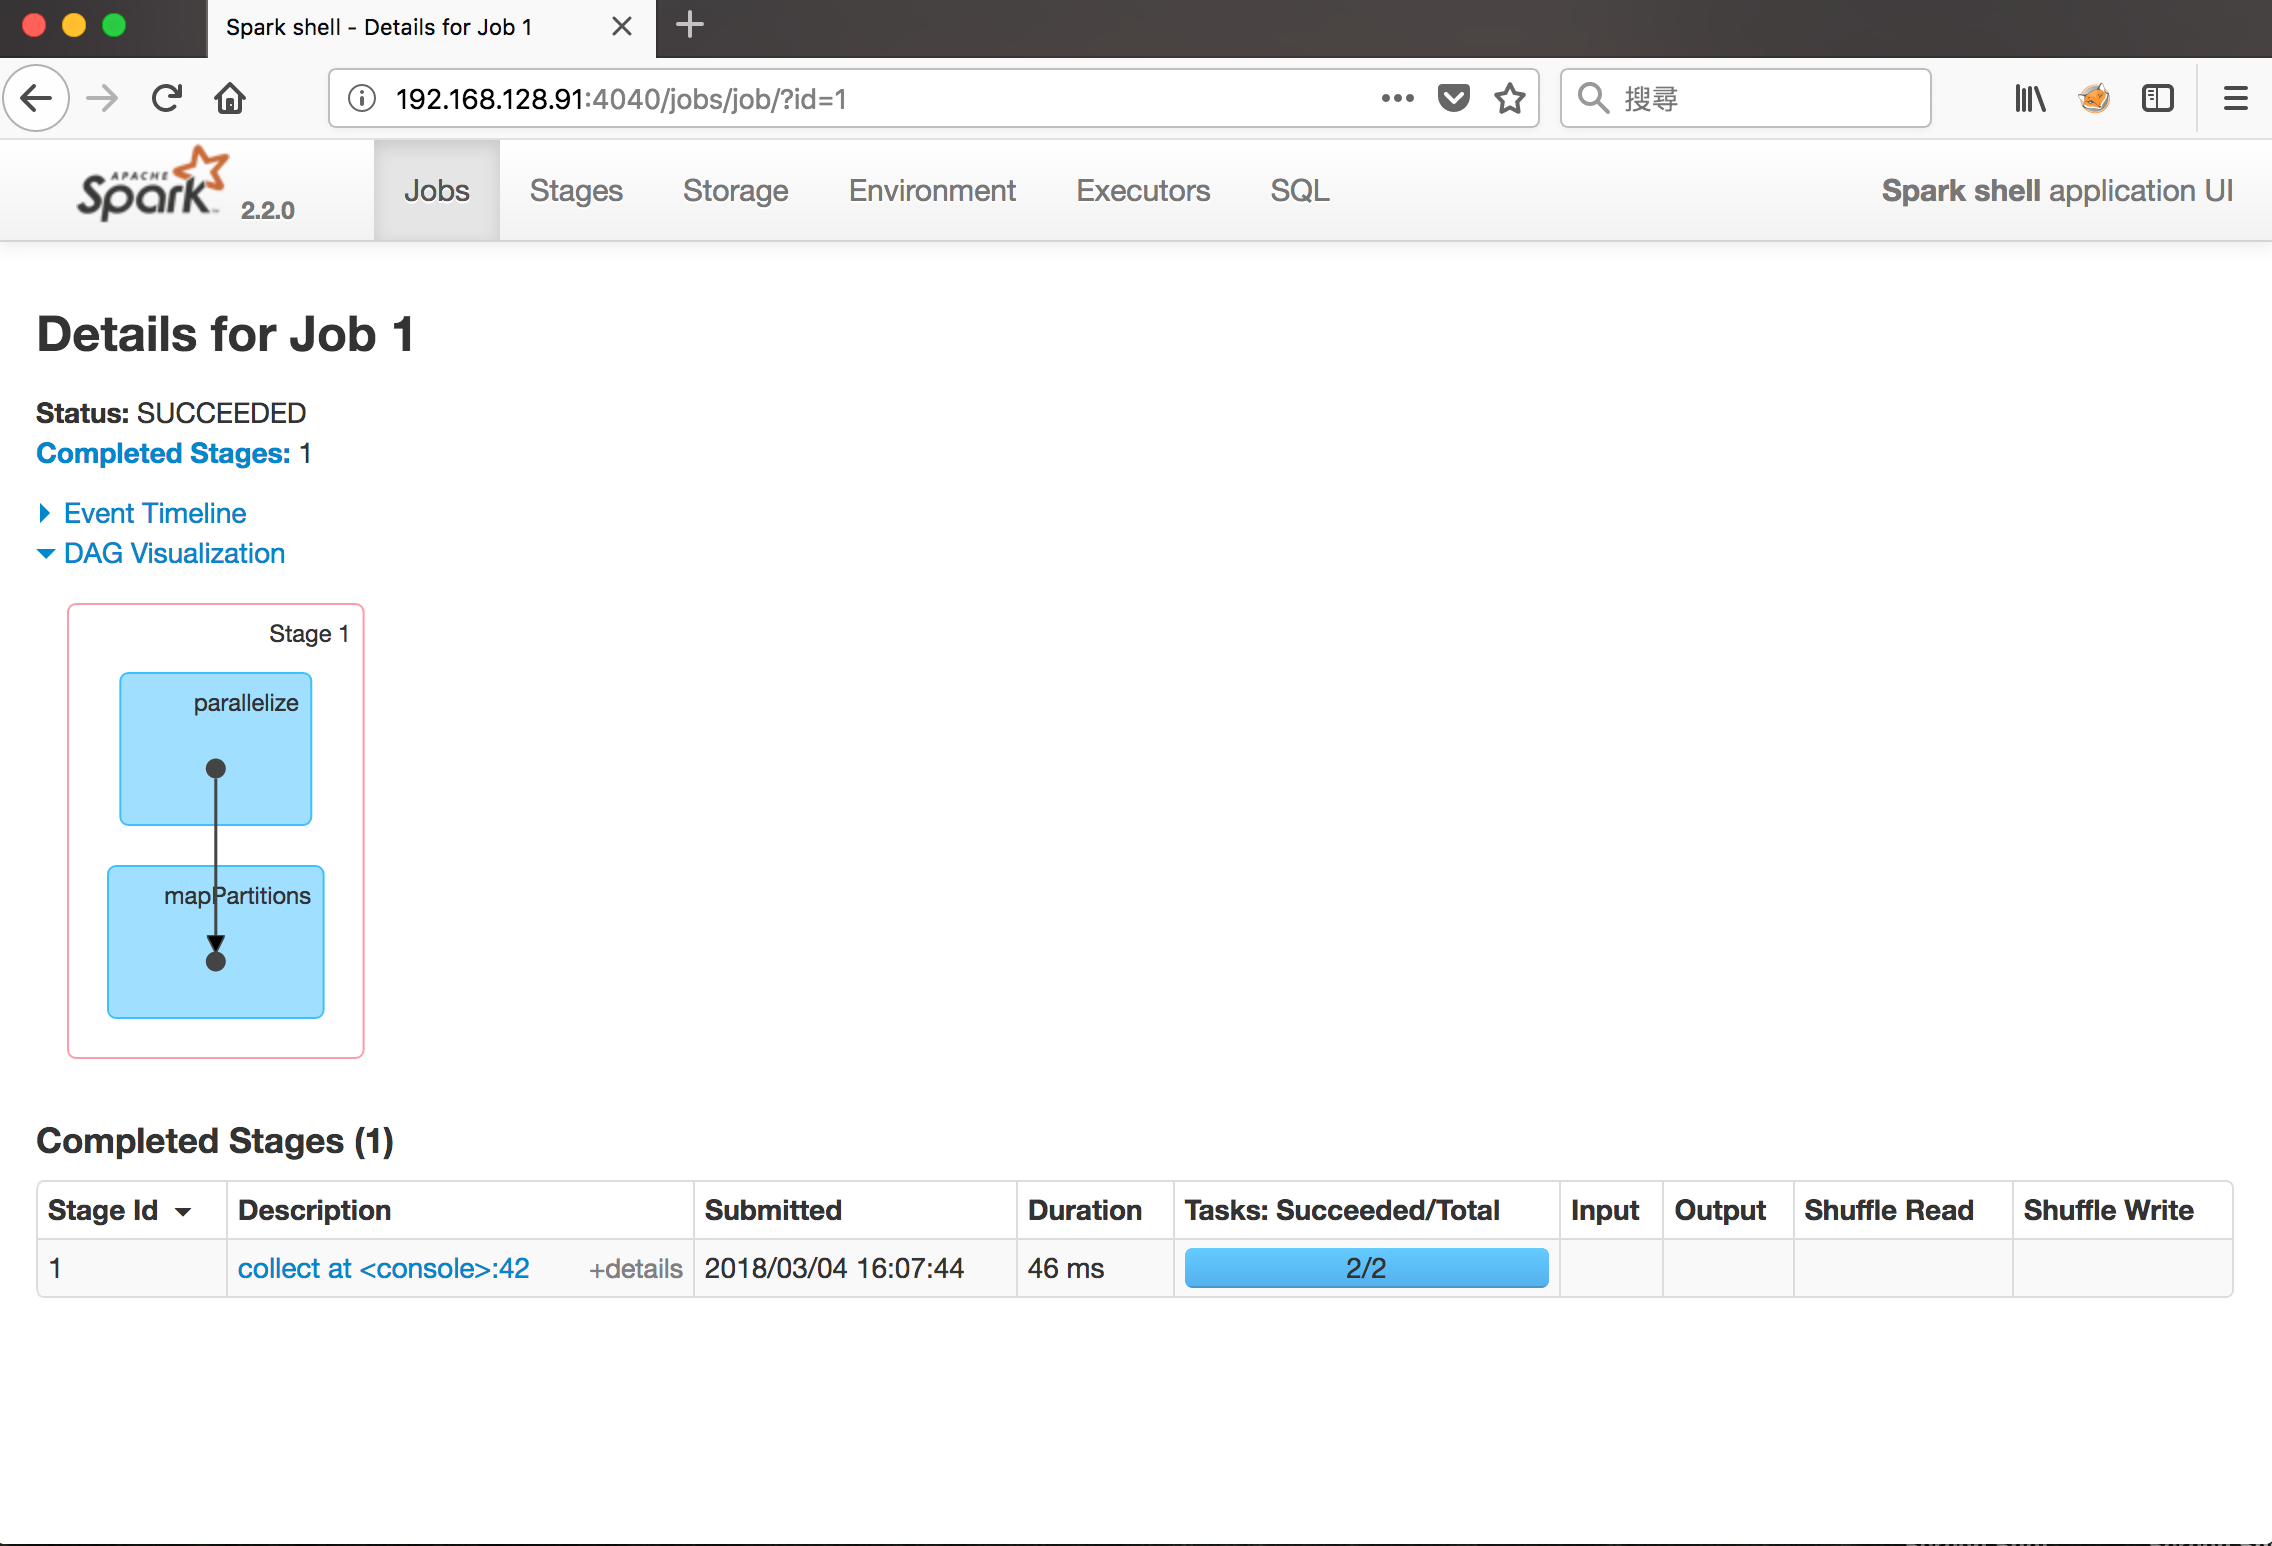 Spark shell - Details for Job 1
192.168.128.91:4040/jobs/job/?id=1
搜尋
APACHE
Spark 2.2.0
Jobs Stages Storage Environment Executors SQL
Spark shell application UI
Details for Job 1
Status: SUCCEEDED
Completed Stages: 1
Event Timeline
DAG Visualization
Stage 1
parallelize
mapPartitions
Completed Stages (1)
Stage Id Description Submitted Duration Tasks: Succeeded/Total Input Output Shuffle Read Shuffle Write
1 collect at <console>:42 +details 2018/03/04 16:07:44 46 ms 2/2